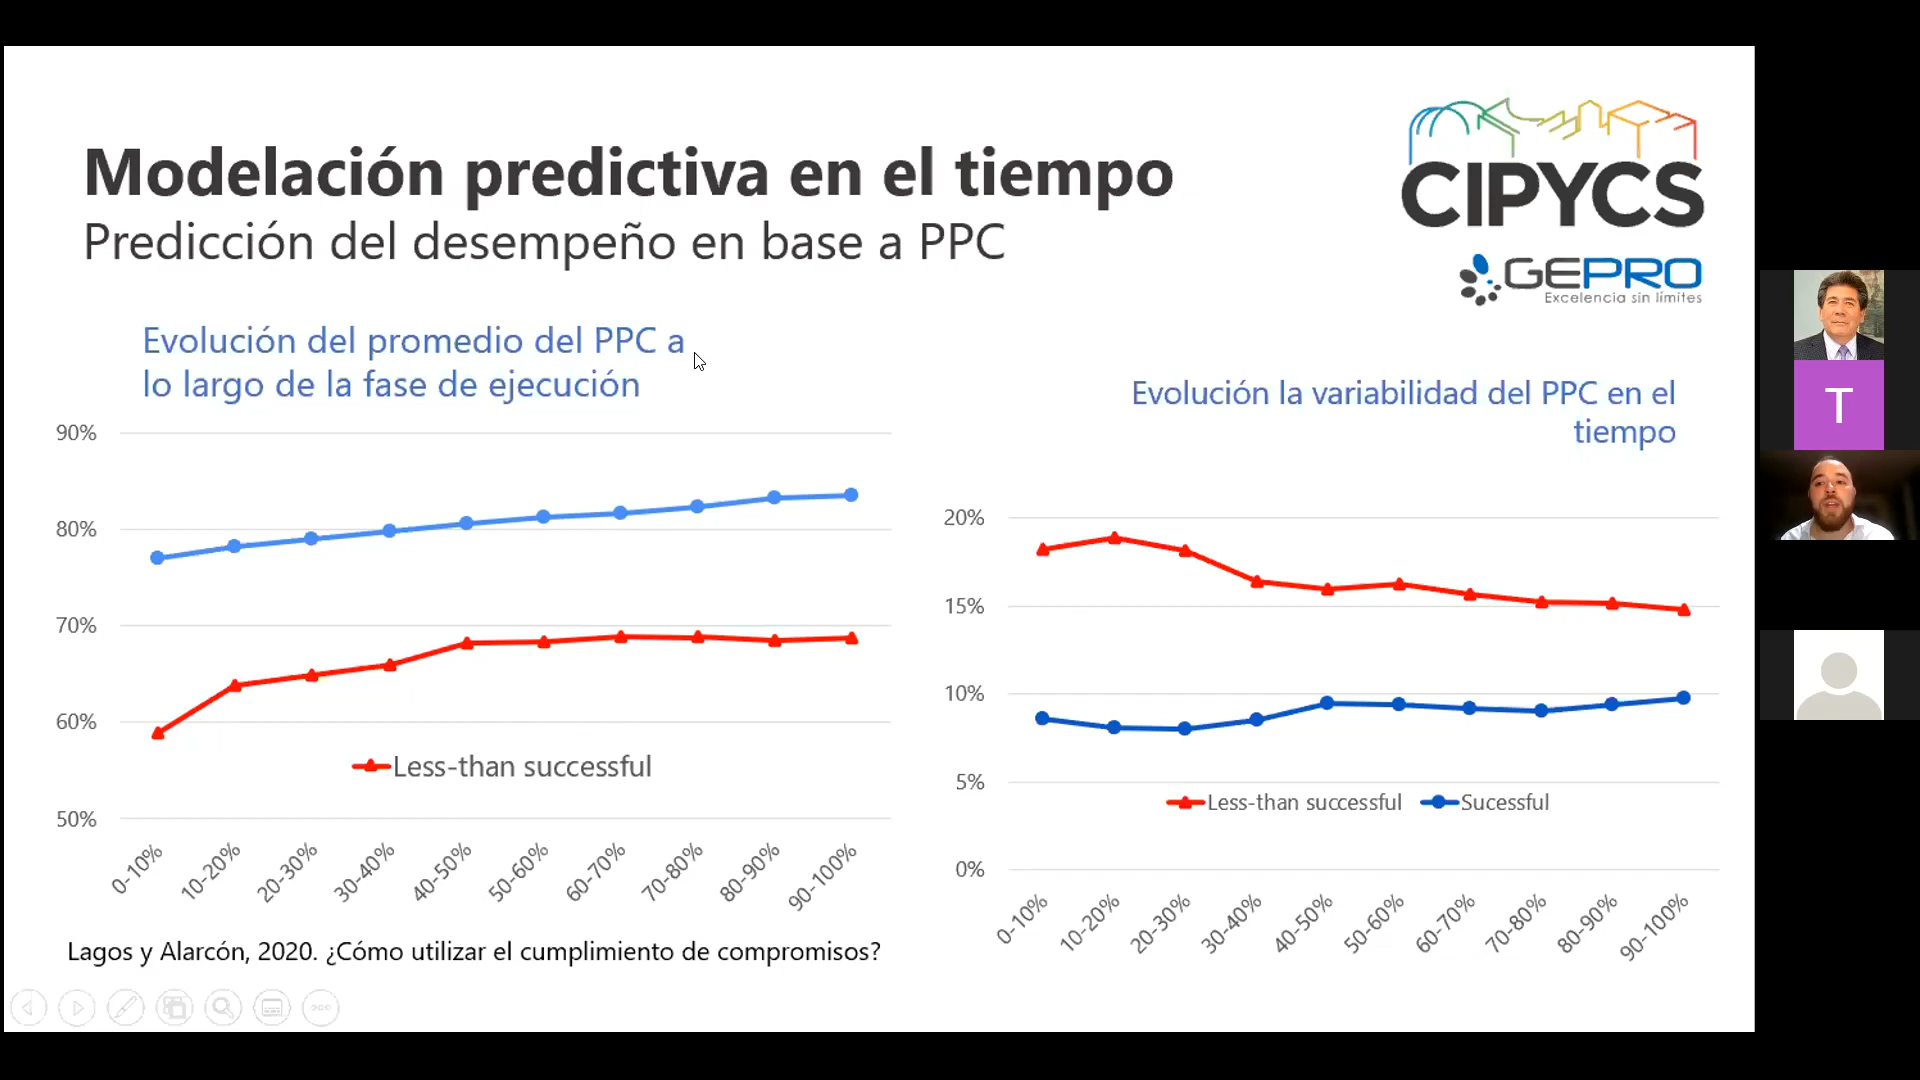 Modelación predictiva en el tiempo
Predicción del desempeño en base a PPC
CIPYCS
GEPRO
Excelencia sin límites
Evolución del promedio del PPC a
lo largo de la fase de ejecución
90%
80%
70%
60%
50%
Less-than successful
0-10%
10-20%
20-30%
30-40%
40-50%
50-60%
60-70%
70-80%
80-90%
90-100%
Evolución la variabilidad del PPC en el
tiempo
20%
15%
10%
5%
0%
Less-than successful
Sucessful
0-10%
10-20%
20-30%
30-40%
40-50%
50-60%
60-70%
70-80%
80-90%
90-100%
Lagos y Alarcón, 2020. ¿Cómo utilizar el cumplimiento de compromisos?
T